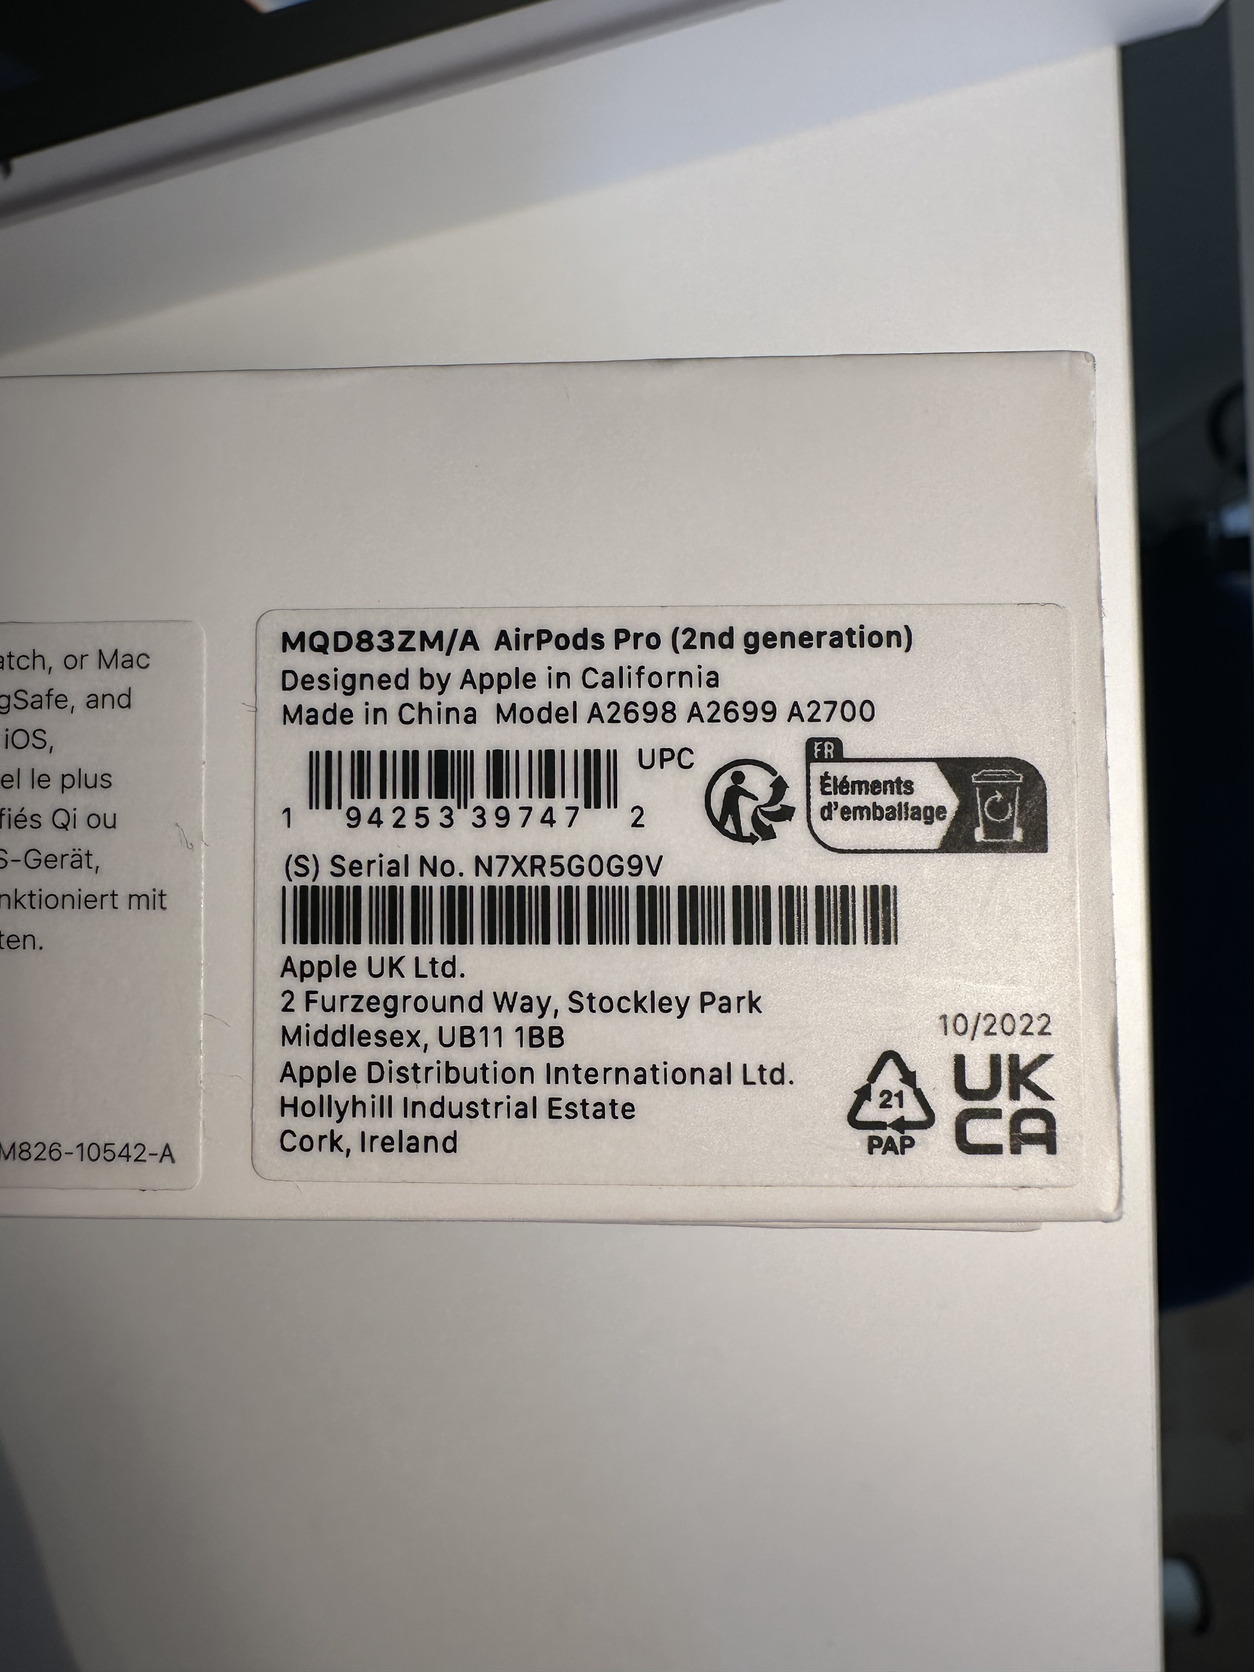 atch, or Mac
gSafe, and
iOS,
el le plus
fiés Qi ou
S-Gerät,
nktioniert mit
ten.
M826-10542-A
MQD83ZM/A AirPods Pro (2nd generation)
Designed by Apple in California
Made in China Model A2698 A2699 A2700
UPC
1 94253 39747 2
FR
Éléments
d'emballage
(S) Serial No. N7XR5G0G9V
Apple UK Ltd.
2 Furzeground Way, Stockley Park
Middlesex, UB11 1BB
Apple Distribution International Ltd.
Hollyhill Industrial Estate
Cork, Ireland
10/2022
21
PAP
UK
CA